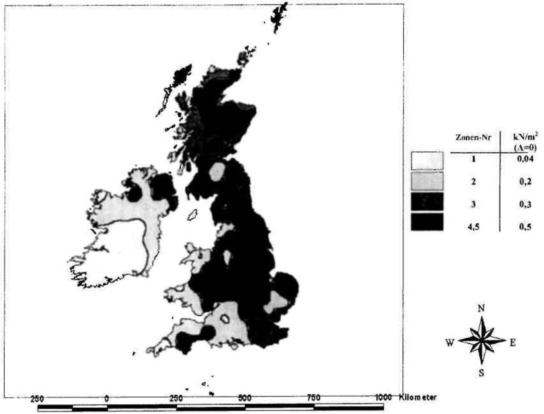 Zonen-Nr kN/m²
(A=0)
1 0,04
2 0,2
3 0,3
4,5 0,5
N
W E
S
250 0 250 500 750 1000 Kilometer